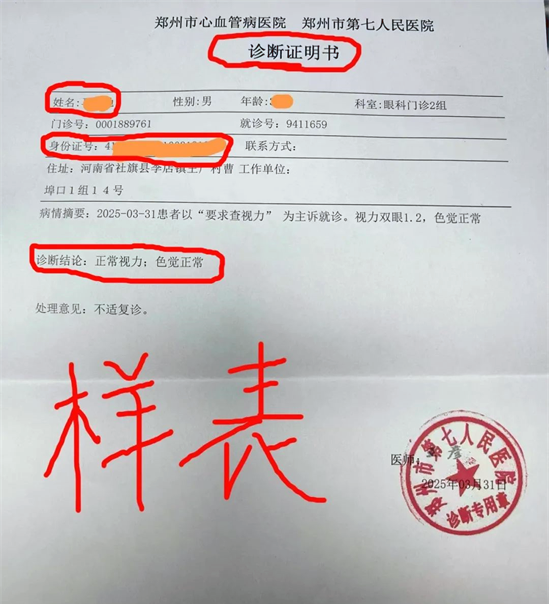 郑州市心血管病医院 郑州市第七人民医院
诊断证明书
姓名: 性别:男 年龄: 科室:眼科门诊2组
门诊号: 0001889761 就诊号: 9411659
身份证号: 联系方式:
住址: 河南省社旗县李店镇 村曹 工作单位:
埠口1组14号
病情摘要: 2025-03-31患者以“要求查视力” 为主诉就诊。视力双眼1.2, 色觉正常
诊断结论: 正常视力; 色觉正常
处理意见: 不适复诊。
样表
医师:
2025年03月31日
郑州市第七人民医院
诊断专用章